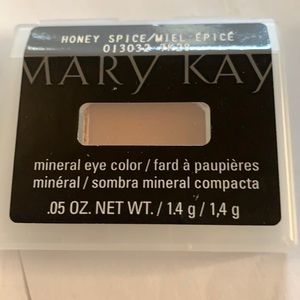 HONEY SPICE/MIEL ÉPICÉ
013032
MARY KAY
mineral eye color / fard à paupières
minéral / sombra mineral compacta
.05 OZ. NET WT. / 1.4 g / 1,4 g